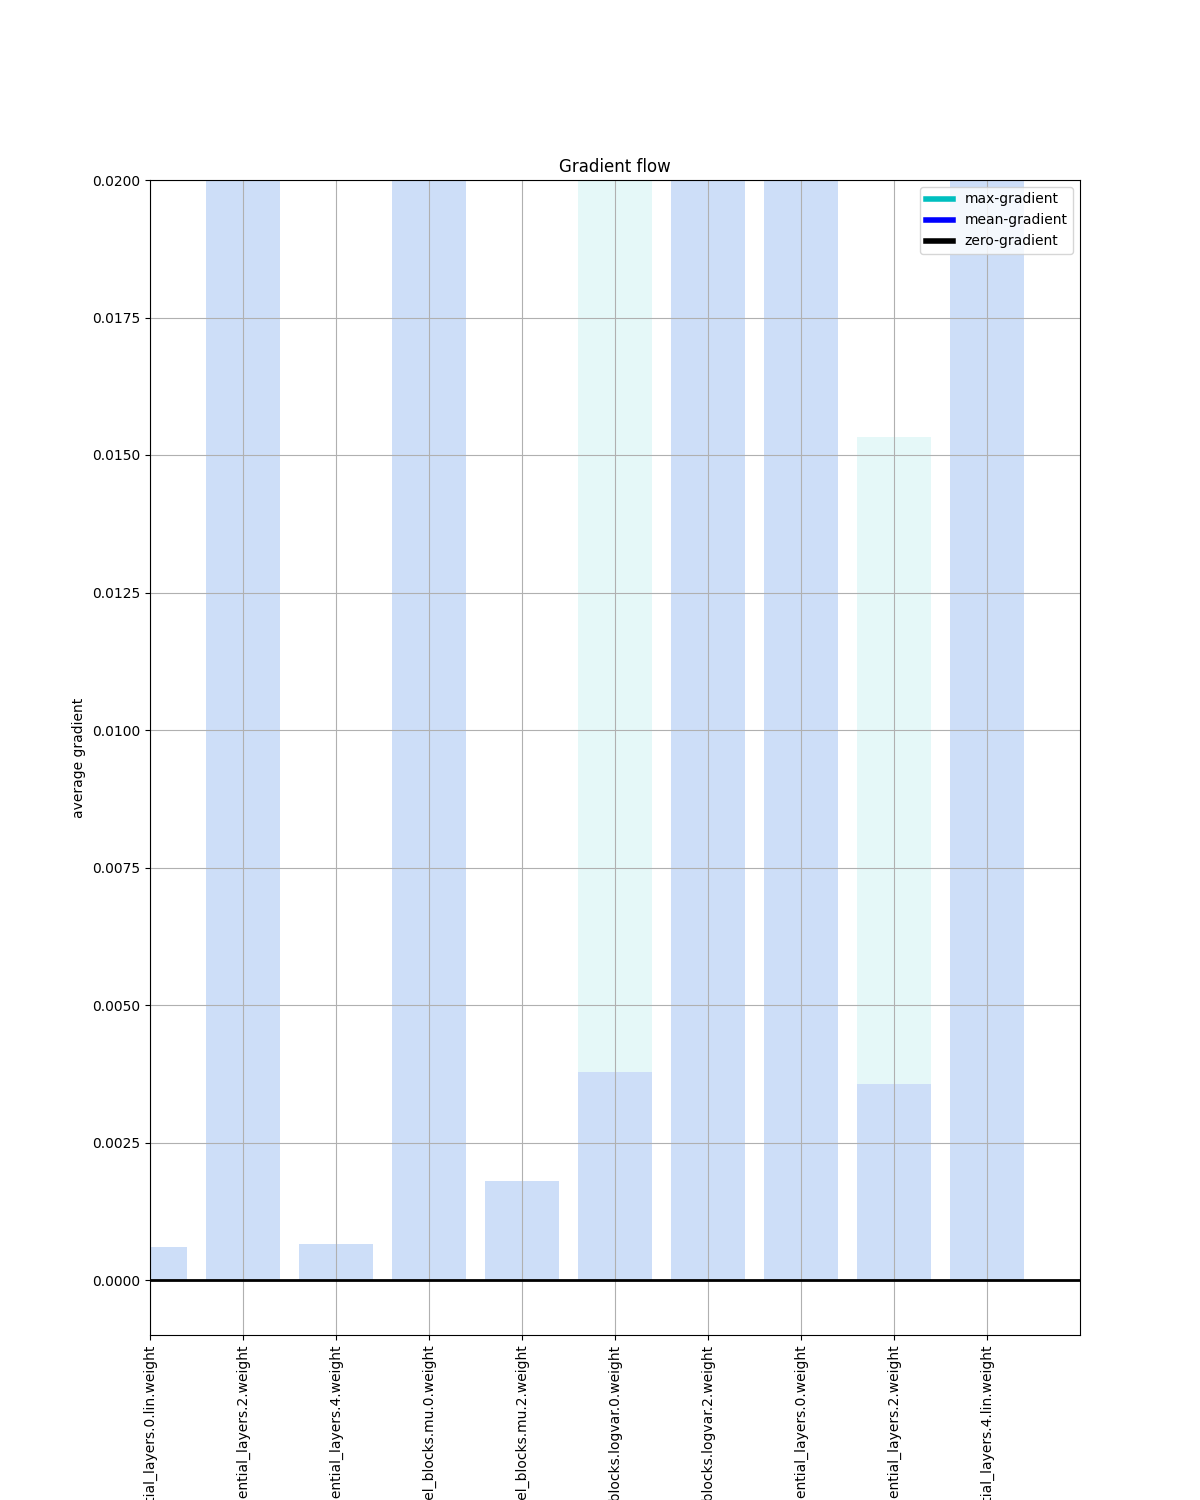 Gradient flow
max-gradient
mean-gradient
zero-gradient
0.0200
0.0175
0.0150
0.0125
0.0100
0.0075
0.0050
0.0025
0.0000
average gradient
tial_layers.0.lin.weight
ential_layers.2.weight
ential_layers.4.weight
el_blocks.mu.0.weight
el_blocks.mu.2.weight
blocks.logvar.0.weight
blocks.logvar.2.weight
ential_layers.0.weight
ential_layers.2.weight
tial_layers.4.lin.weight